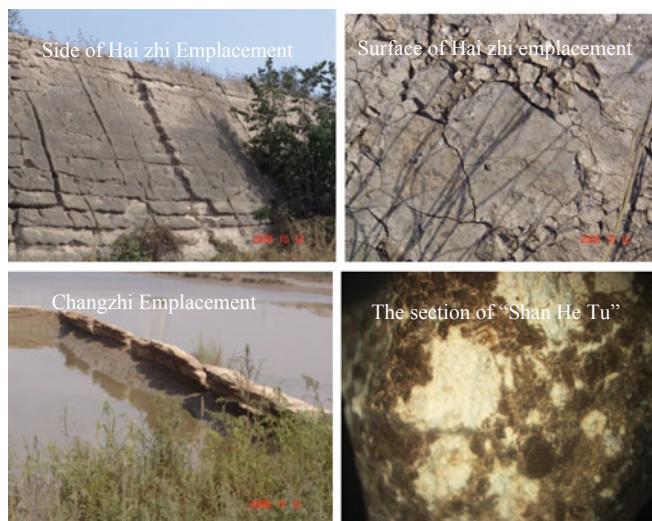 Side of Hai zhi Emplacement
Surface of Hai zhi emplacement
Changzhi Emplacement
The section of “Shan He Tu”